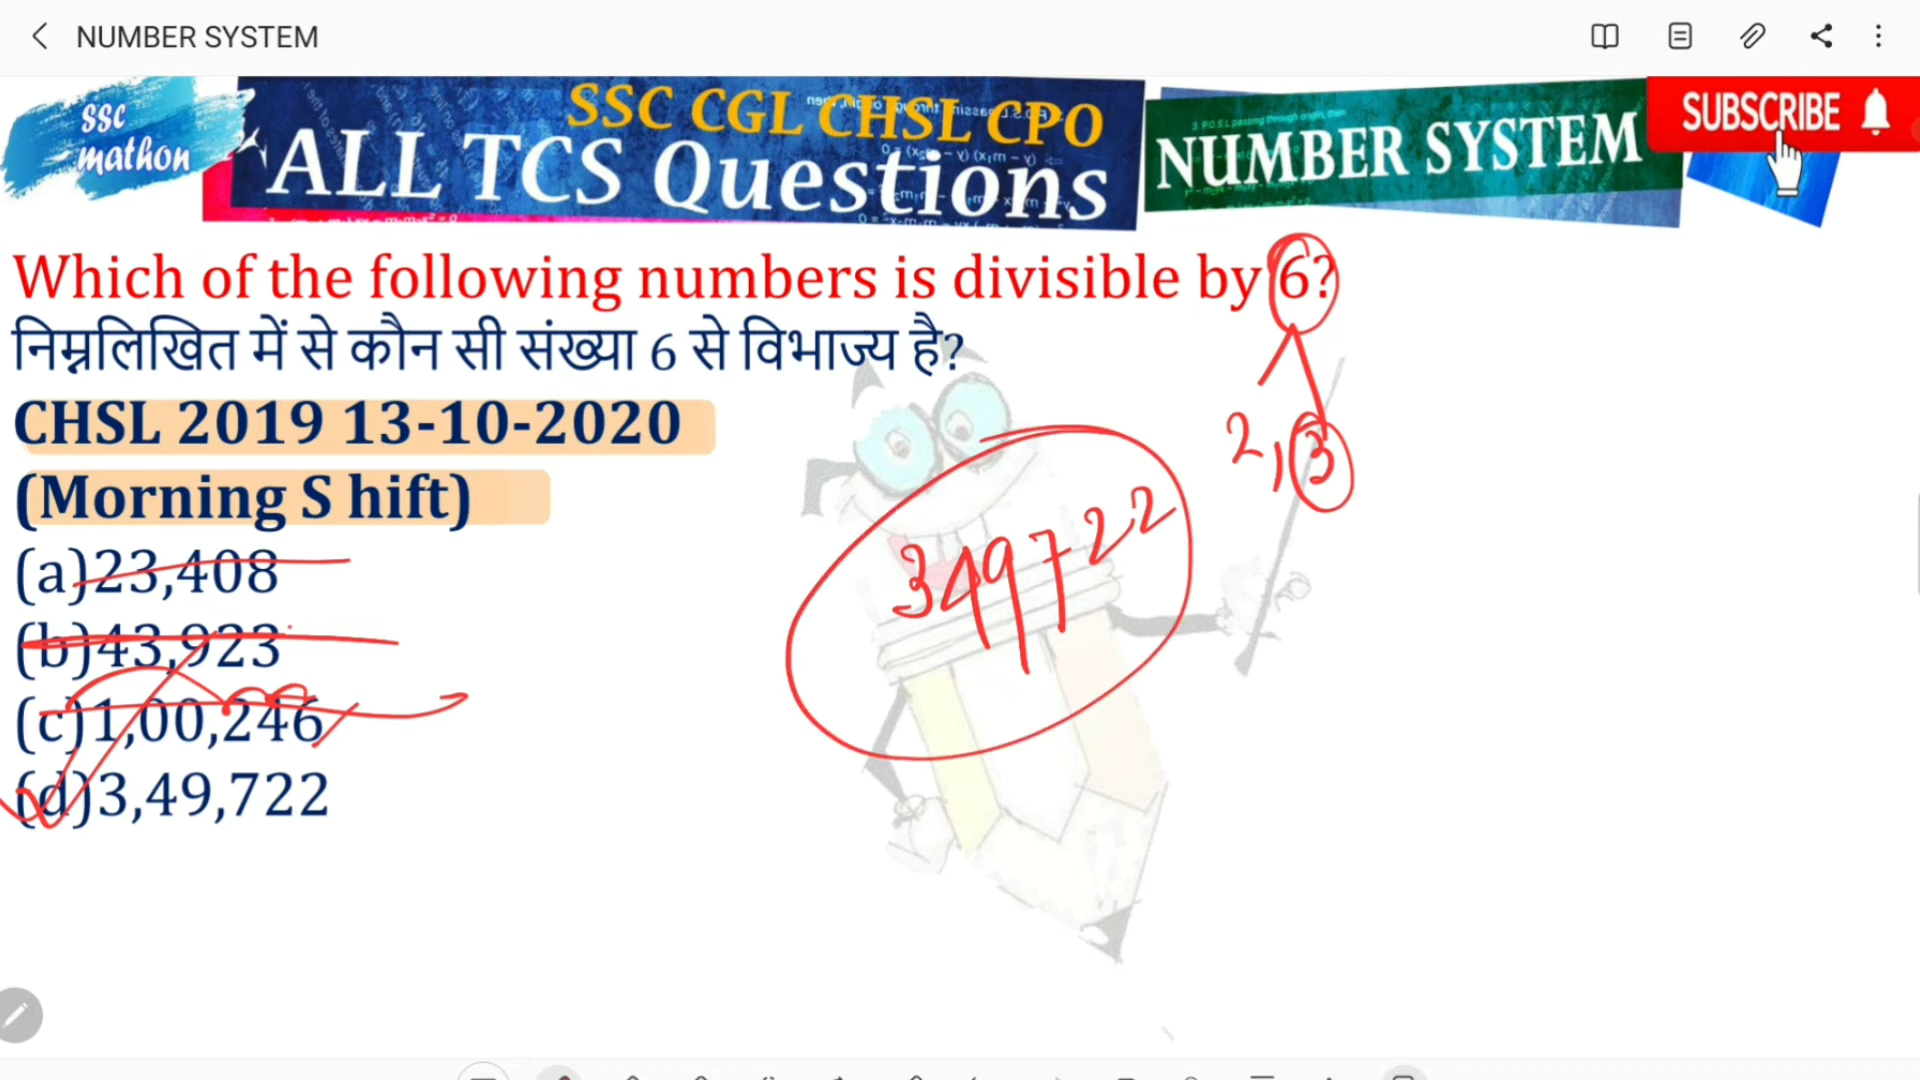 NUMBER SYSTEM
SSC
mathon
SSC CGL CHSL CPO
ALL TCS Questions
NUMBER SYSTEM
SUBSCRIBE
Which of the following numbers is divisible by 6?
निम्नलिखित में से कौन सी संख्या 6 से विभाज्य है?
2,3
CHSL 2019 13-10-2020
(Morning S hift)
349722
(a)23,408
(b)43,923
(c)1,00,246
(d)3,49,722